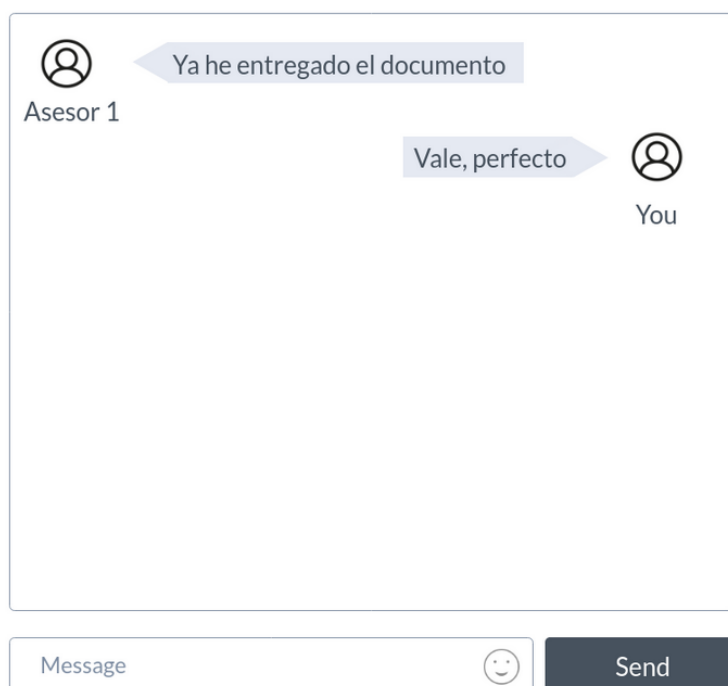 Ya he entregado el documento
Asesor 1
Vale, perfecto
You
Message
Send